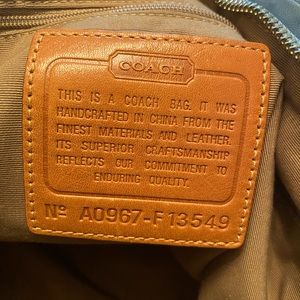 COACH
THIS IS A COACH BAG. IT WAS
HANDCRAFTED IN CHINA FROM THE
FINEST MATERIALS AND LEATHER.
ITS SUPERIOR CRAFTSMANSHIP
REFLECTS OUR COMMITMENT TO
ENDURING QUALITY.
Nº A0967-F13549